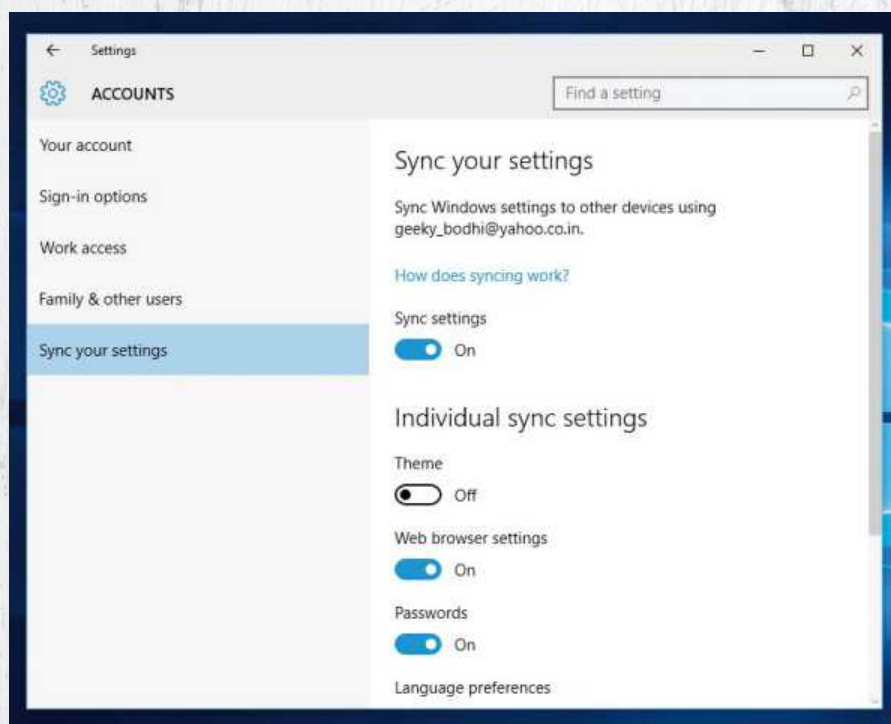 Settings
ACCOUNTS
Find a setting
Your account
Sign-in options
Work access
Family & other users
Sync your settings
Sync your settings
Sync Windows settings to other devices using
geeky_bodhi@yahoo.co.in.
How does syncing work?
Sync settings
On
Individual sync settings
Theme
Off
Web browser settings
On
Passwords
On
Language preferences